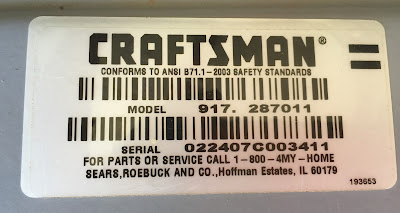 CRAFTSMAN®
CONFORMS TO ANSI B71.1-2003 SAFETY STANDARDS
MODEL 917. 287011
SERIAL 022407C003411
FOR PARTS OR SERVICE CALL 1-800-4MY-HOME
SEARS,ROEBUCK AND CO.,Hoffman Estates, IL 60179
193653